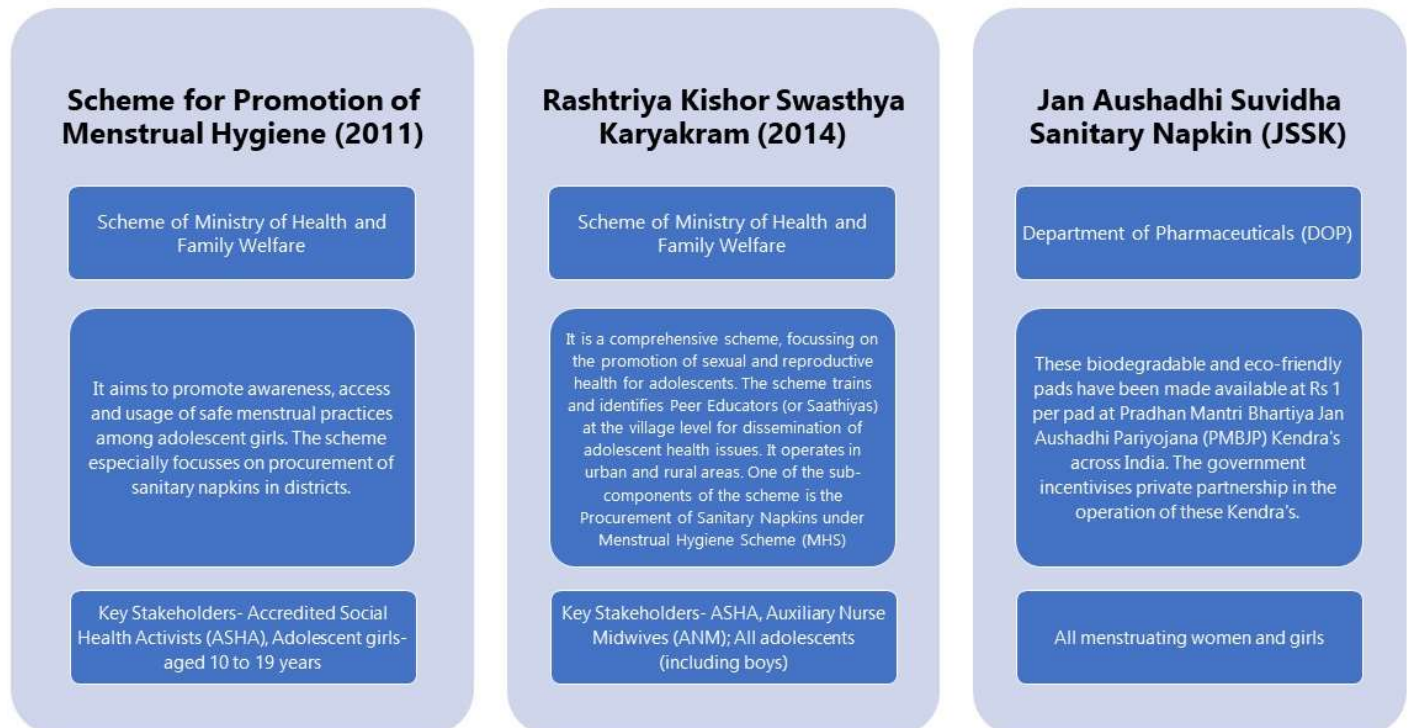 Scheme for Promotion of
Menstrual Hygiene (2011)
Scheme of Ministry of Health and
Family Welfare
It aims to promote awareness, access
and usage of safe menstrual practices
among adolescent girls. The scheme
especially focusses on procurement of
sanitary napkins in districts.
Key Stakeholders- Accredited Social
Health Activists (ASHA), Adolescent girls-
aged 10 to 19 years
Rashtriya Kishor Swasthya
Karyakram (2014)
Scheme of Ministry of Health and
Family Welfare
It is a comprehensive scheme, focussing on
the promotion of sexual and reproductive
health for adolescents. The scheme trains
and identifies Peer Educators (or Saathiyas)
at the village level for dissemination of
adolescent health issues. It operates in
urban and rural areas. One of the sub-
components of the scheme is the
Procurement of Sanitary Napkins under
Menstrual Hygiene Scheme (MHS)
Key Stakeholders- ASHA, Auxiliary Nurse
Midwives (ANM); All adolescents
(including boys)
Jan Aushadhi Suvidha
Sanitary Napkin (JSSK)
Department of Pharmaceuticals (DOP)
These biodegradable and eco-friendly
pads have been made available at Rs 1
per pad at Pradhan Mantri Bhartiya Jan
Aushadhi Pariyojana (PMBJP) Kendra's
across India. The government
incentivises private partnership in the
operation of these Kendra's.
All menstruating women and girls